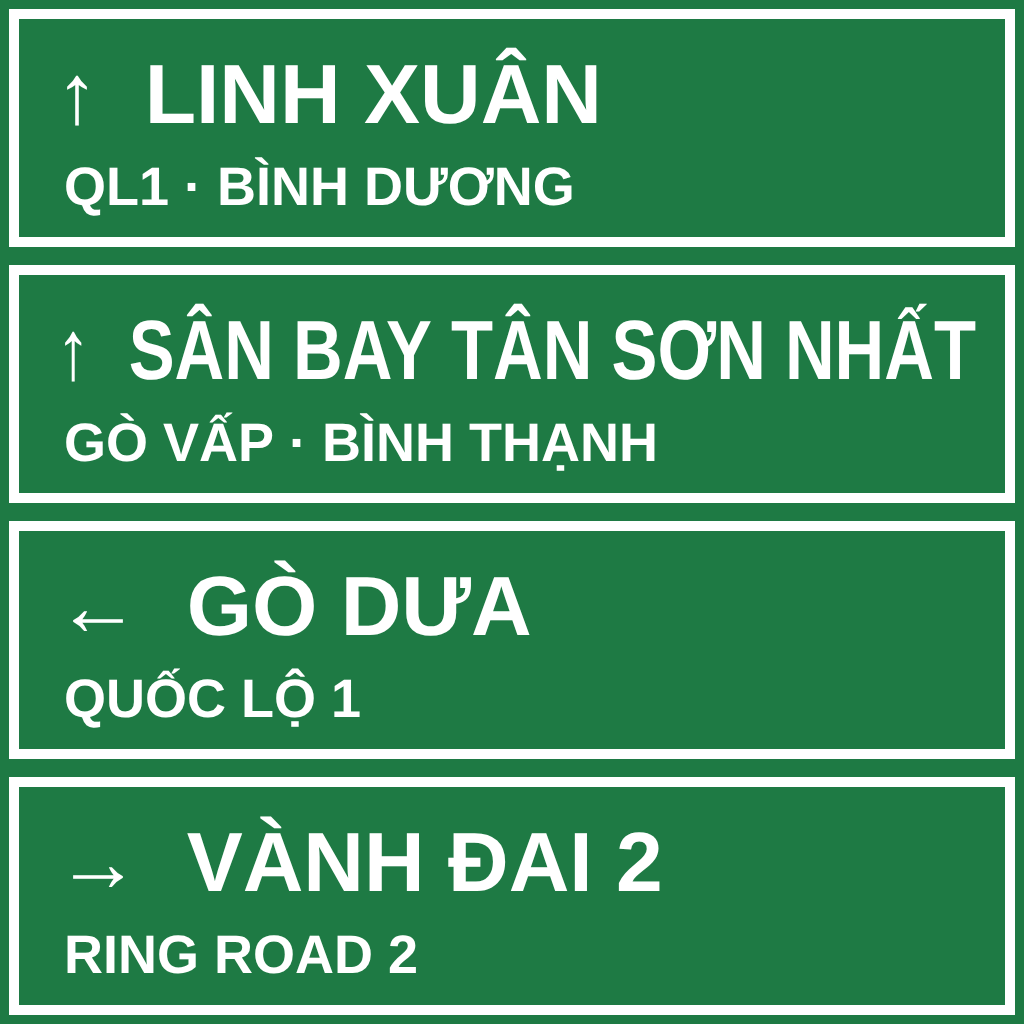 ↑ LINH XUÂN
QL1 · BÌNH DƯƠNG
↑ SÂN BAY TÂN SƠN NHẤT
GÒ VẤP · BÌNH THẠNH
← GÒ DƯA
QUỐC LỘ 1
→ VÀNH ĐAI 2
RING ROAD 2